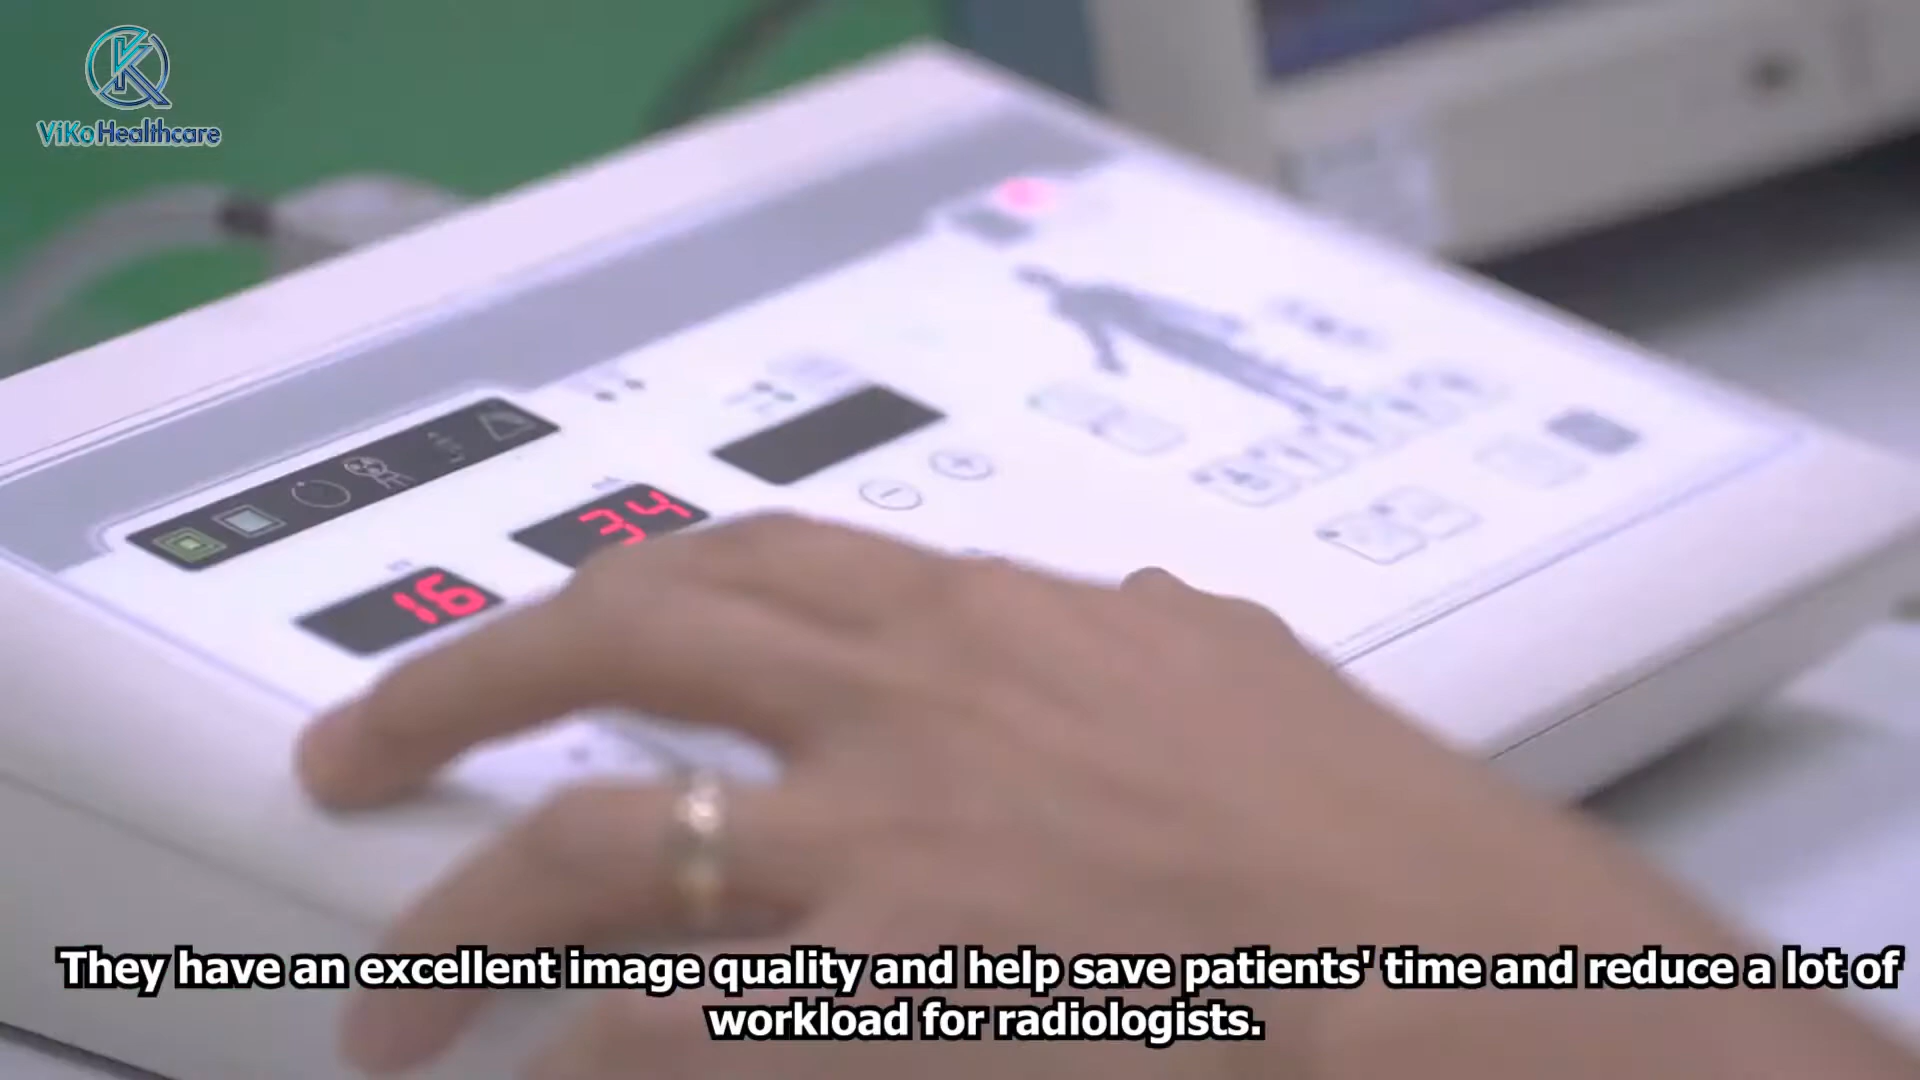 ViKo Healthcare
34
16
They have an excellent image quality and help save patients' time and reduce a lot of
workload for radiologists.